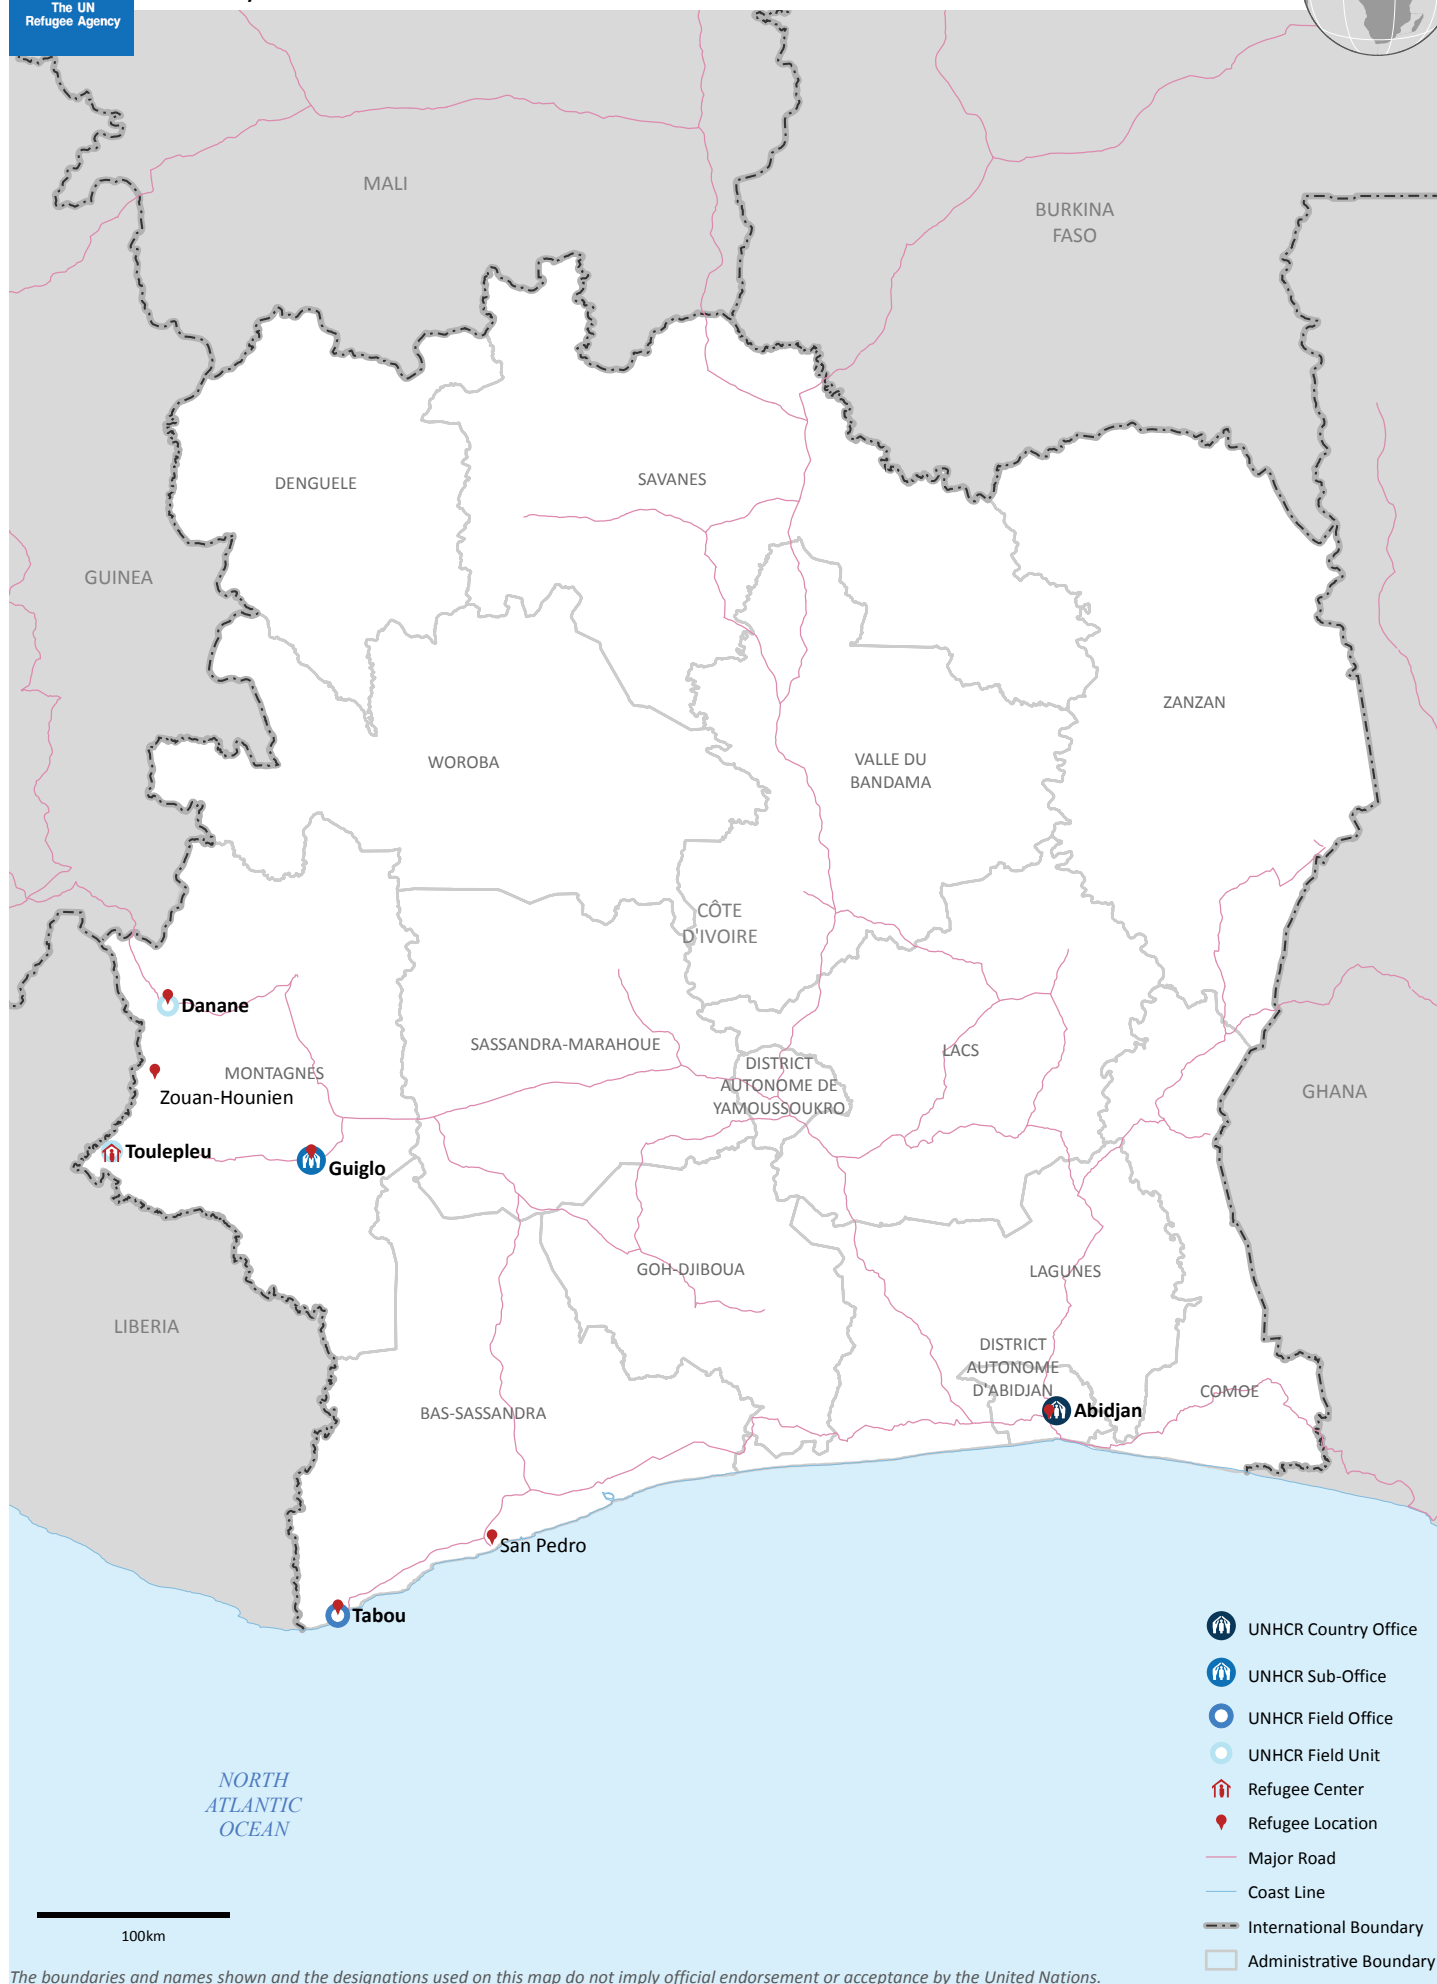 The UN
Refugee Agency
MALI
BURKINA
FASO
DENGUELE
SAVANES
GUINEA
ZANZAN
WOROBA
VALLE DU
BANDAMA
CÔTE
D'IVOIRE
Danane
SASSANDRA-MARAHOUE
LACS
DISTRICT
AUTONOME DE
YAMOUSSOUKRO
MONTAGNES
Zouan-Hounien
GHANA
Toulepleu
Guiglo
GOH-DJIBOUA
LAGUNES
LIBERIA
DISTRICT
AUTONOME
D'ABIDJAN
COMOE
BAS-SASSANDRA
Abidjan
San Pedro
Tabou
NORTH
ATLANTIC
OCEAN
UNHCR Country Office
UNHCR Sub-Office
UNHCR Field Office
UNHCR Field Unit
Refugee Center
Refugee Location
Major Road
Coast Line
International Boundary
Administrative Boundary
100km
The boundaries and names shown and the designations used on this map do not imply official endorsement or acceptance by the United Nations.